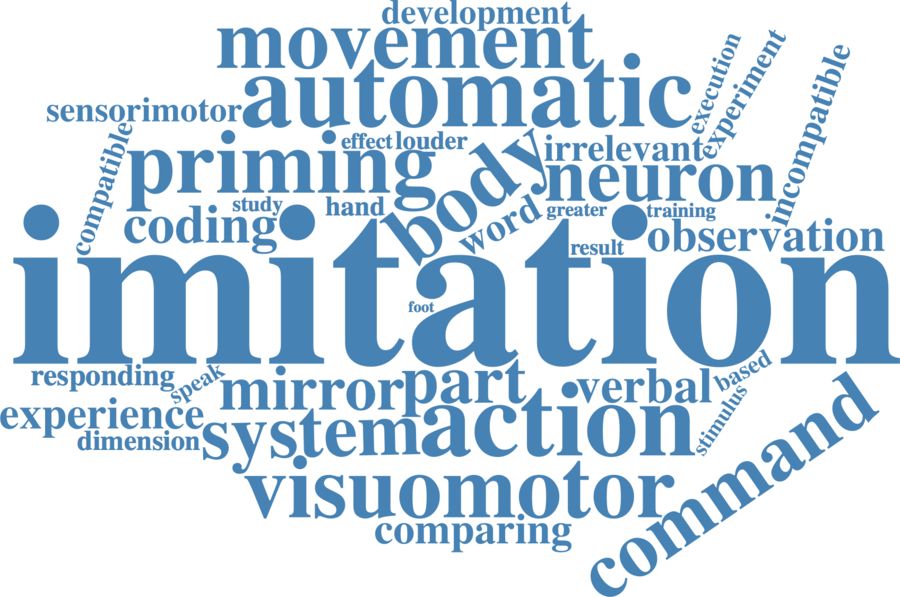 development
movement
automatic
execution
experiment
incompatible
sensorimotor
compatible
effect
louder
priming
body
irrelevant
neuron
study
hand
coding
word
greater
training
result
observation
imitation
foot
responding
speak
mirror
part
verbal
based
experience
dimension
system
action
stimulus
command
visuomotor
comparing